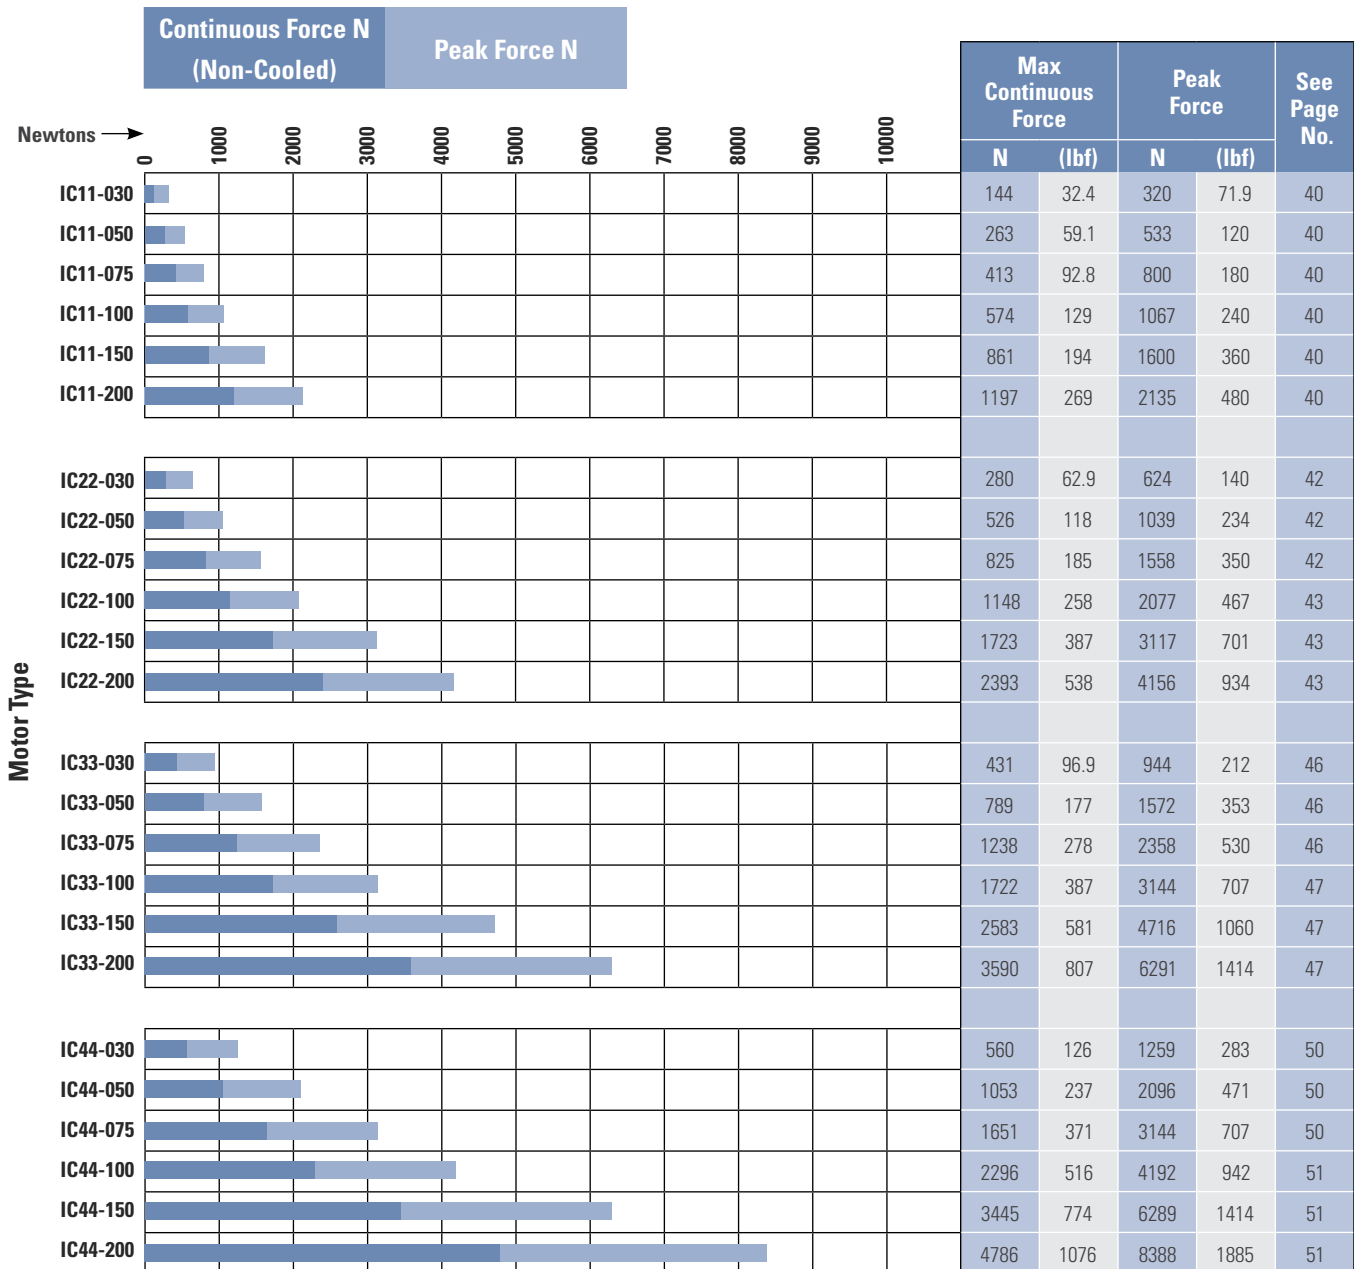 Continuous Force N
(Non-Cooled)
Peak Force N
Max
Continuous
Force
Peak
Force
See
Page
No.
N (lbf) N (lbf)
Newtons
0 1000 2000 3000 4000 5000 6000 7000 8000 9000 10000
Motor Type
IC11-030 144 32.4 320 71.9 40
IC11-050 263 59.1 533 120 40
IC11-075 413 92.8 800 180 40
IC11-100 574 129 1067 240 40
IC11-150 861 194 1600 360 40
IC11-200 1197 269 2135 480 40
IC22-030 280 62.9 624 140 42
IC22-050 526 118 1039 234 42
IC22-075 825 185 1558 350 42
IC22-100 1148 258 2077 467 43
IC22-150 1723 387 3117 701 43
IC22-200 2393 538 4156 934 43
IC33-030 431 96.9 944 212 46
IC33-050 789 177 1572 353 46
IC33-075 1238 278 2358 530 46
IC33-100 1722 387 3144 707 47
IC33-150 2583 581 4716 1060 47
IC33-200 3590 807 6291 1414 47
IC44-030 560 126 1259 283 50
IC44-050 1053 237 2096 471 50
IC44-075 1651 371 3144 707 50
IC44-100 2296 516 4192 942 51
IC44-150 3445 774 6289 1414 51
IC44-200 4786 1076 8388 1885 51